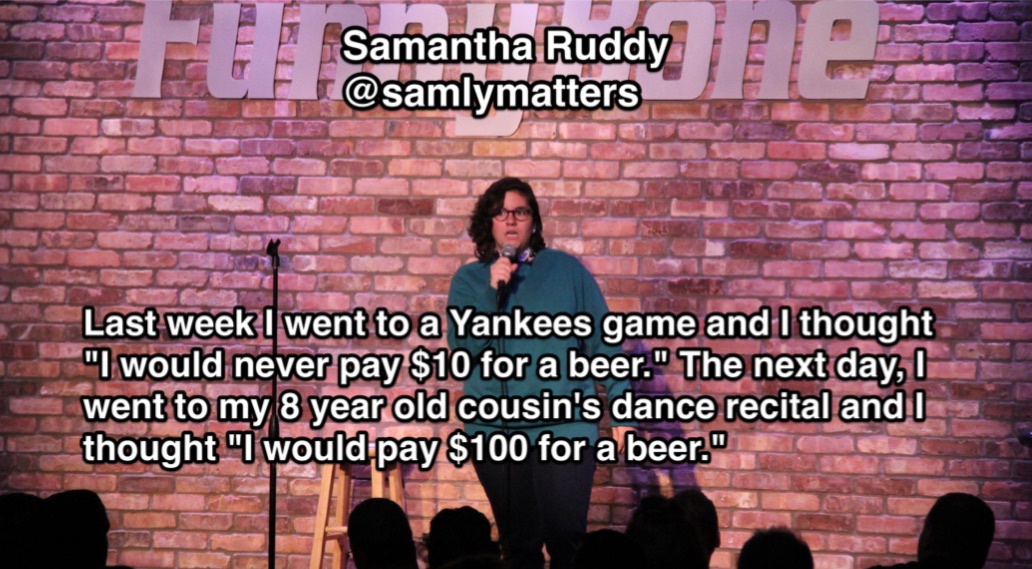 FunnyBone
Samantha Ruddy
@samlymatters
Last week I went to a Yankees game and I thought
"I would never pay $10 for a beer." The next day, I
went to my 8 year old cousin's dance recital and I
thought "I would pay $100 for a beer."